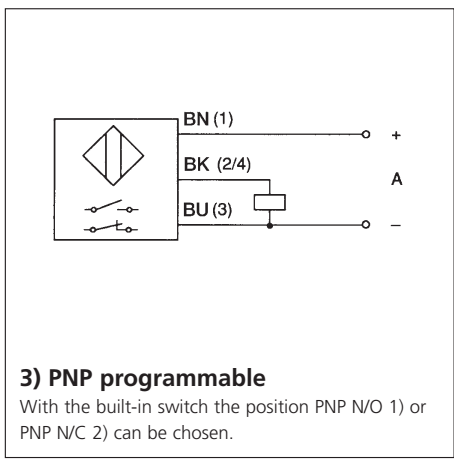 BN (1)
+
BK (2/4)
A
BU (3)
–
3) PNP programmable
With the built-in switch the position PNP N/O 1) or
PNP N/C 2) can be chosen.